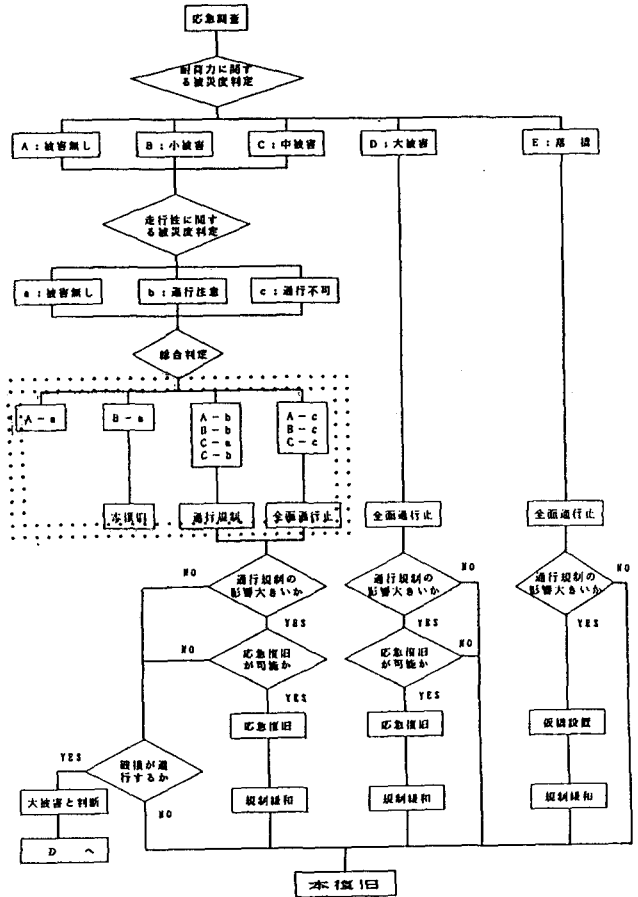 応急調査
耐荷力に関す
る被災度判定
A：被害無し
B：小被害
C：中被害
D：大被害
E：落　橋
走行性に関す
る被災度判定
a：被害無し
b：通行注意
c：通行不可
総合判定
A－a
B－a
A－b
B－b
C－a
C－b
A－c
B－c
C－c
本復旧
通行規制
全面通行止
全面通行止
全面通行止
通行規制の
影響大きいか
NO
YES
通行規制の
影響大きいか
NO
YES
通行規制の
影響大きいか
NO
YES
応急復旧
が可能か
NO
YES
応急復旧
が可能か
NO
YES
応急復旧
応急復旧
仮橋設置
破損が進
行するか
YES
NO
大被害と判断
D　へ
規制緩和
規制緩和
規制緩和
本復旧